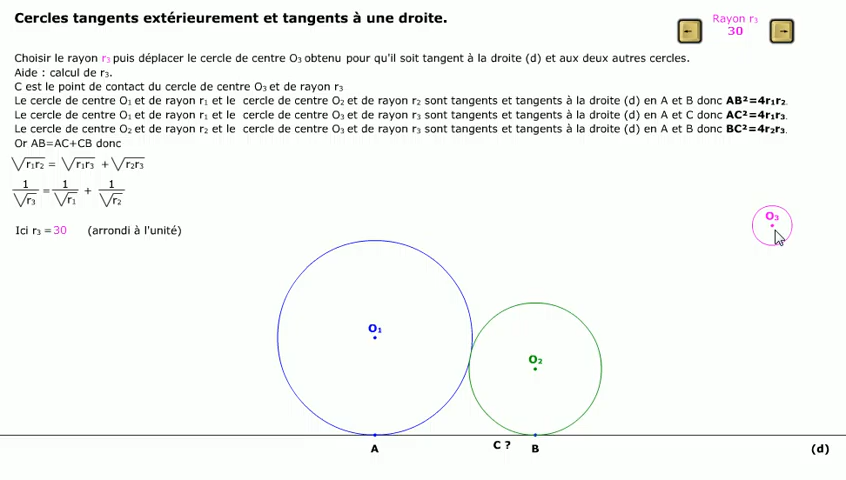 Cercles tangents extérieurement et tangents à une droite.
Rayon r₃
30
← →
Choisir le rayon r₃ puis déplacer le cercle de centre O₃ obtenu pour qu'il soit tangent à la droite (d) et aux deux autres cercles.
Aide : calcul de r₃.
C est le point de contact du cercle de centre O₃ et de rayon r₃
Le cercle de centre O₁ et de rayon r₁ et le cercle de centre O₂ et de rayon r₂ sont tangents et tangents à la droite (d) en A et B donc AB²=4r₁r₂.
Le cercle de centre O₁ et de rayon r₁ et le cercle de centre O₃ et de rayon r₃ sont tangents et tangents à la droite (d) en A et C donc AC²=4r₁r₃.
Le cercle de centre O₂ et de rayon r₂ et le cercle de centre O₃ et de rayon r₃ sont tangents et tangents à la droite (d) en A et B donc BC²=4r₂r₃.
Or AB=AC+CB donc
√r₁r₂ = √r₁r₃ + √r₂r₃
1/√r₃ = 1/√r₁ + 1/√r₂
Ici r₃ = 30 (arrondi à l'unité)
O₃
O₁
O₂
A C ? B (d)